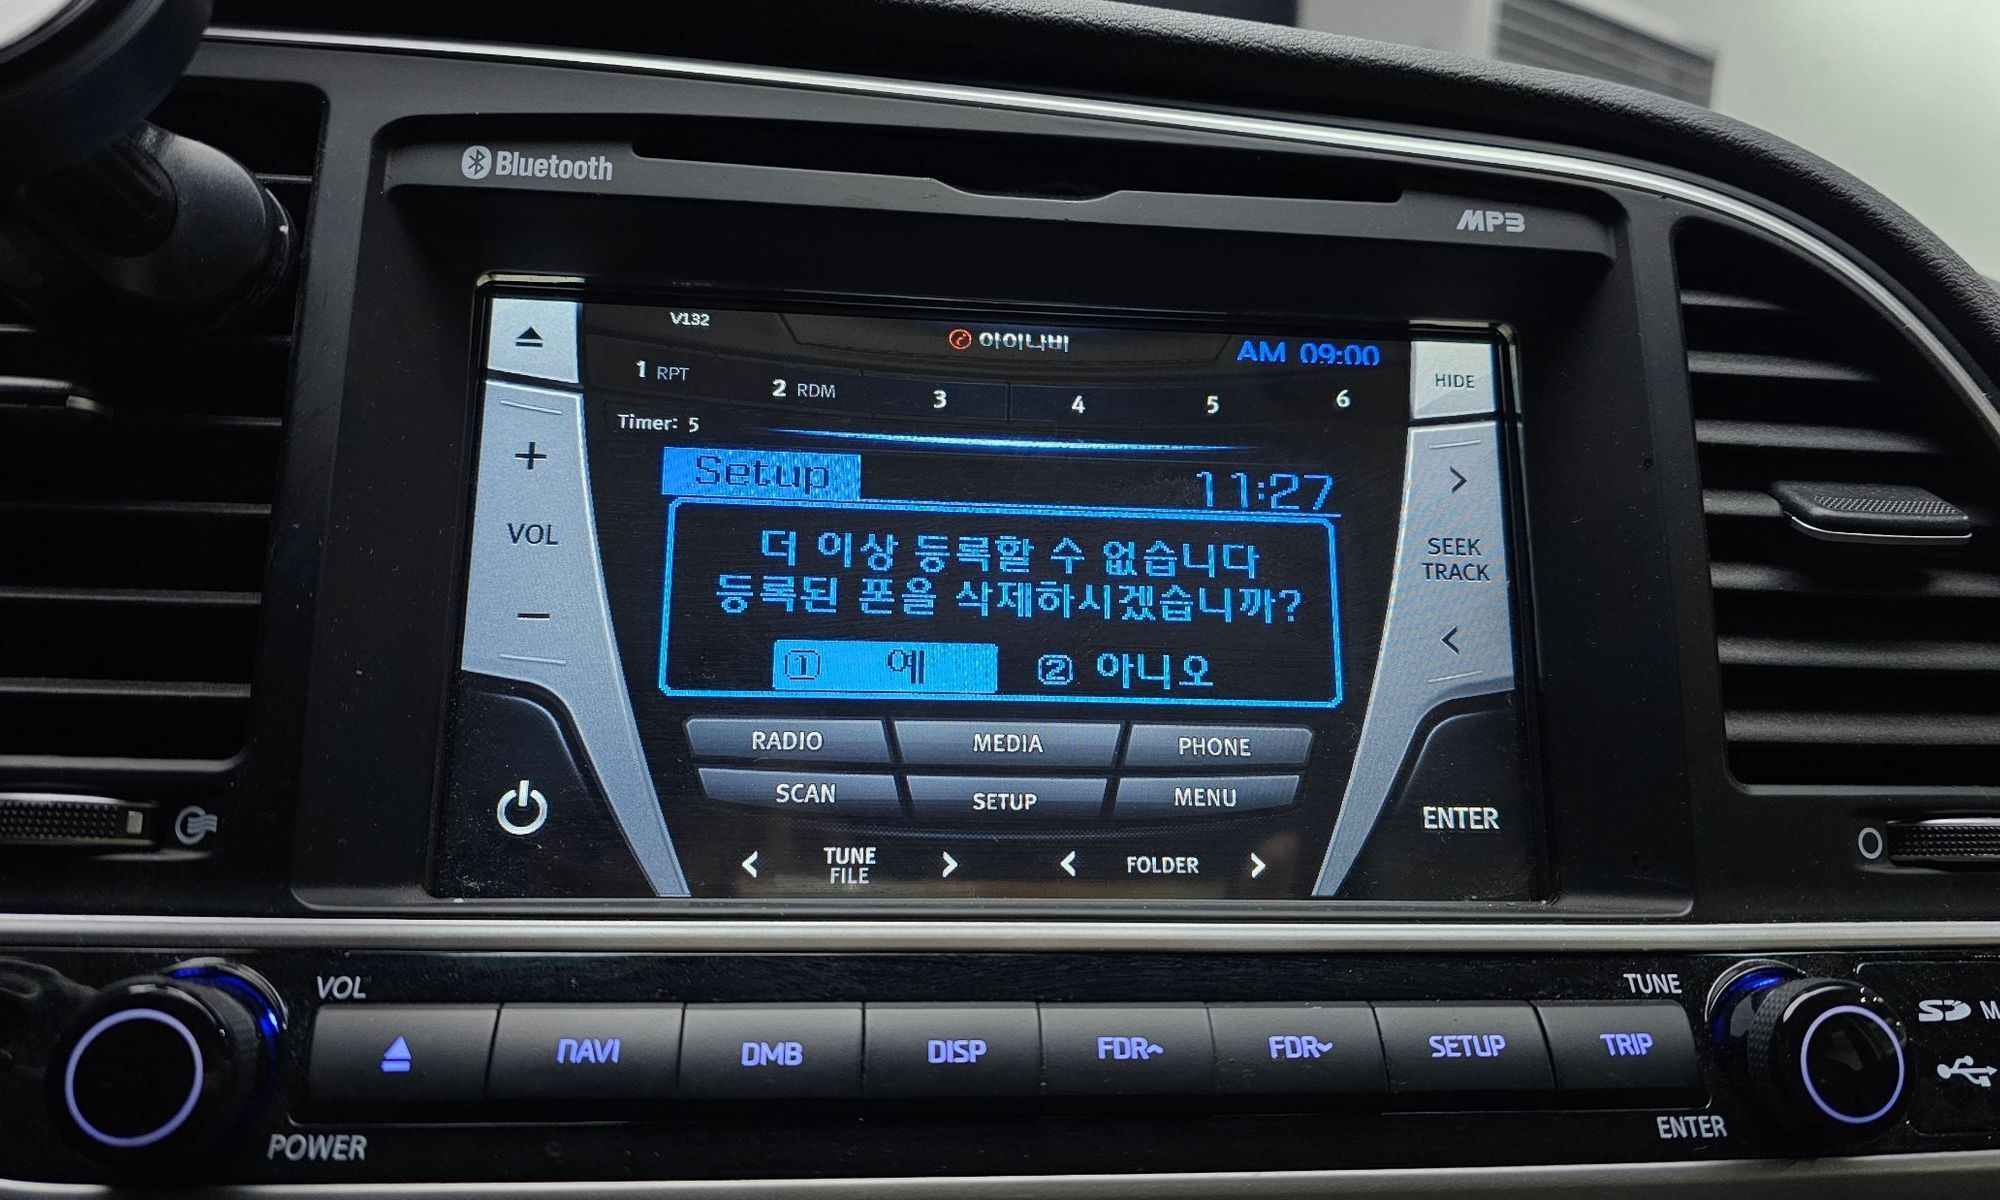 Bluetooth
MP3
V132
아이나비
AM 09:00
HIDE
1 RPT
2 RDM
3
4
5
6
Timer: 5
Setup
11:27
+
VOL
−
더 이상 등록할 수 없습니다
등록된 폰을 삭제하시겠습니까?
1 예
2 아니오
>
SEEK
TRACK
<
RADIO
MEDIA
PHONE
SCAN
SETUP
MENU
ENTER
< TUNE FILE >
< FOLDER >
VOL
POWER
NAVI
DMB
DISP
FDR^
FDR˅
SETUP
TRIP
TUNE
ENTER
SD